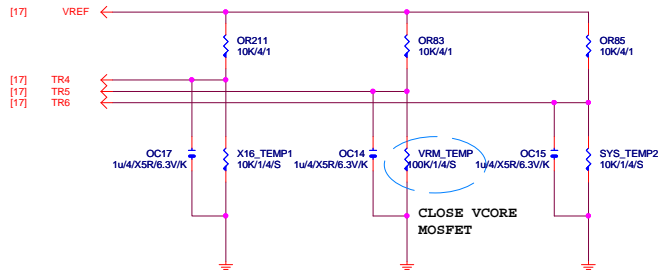 [17] VREF
OR211
10K/4/1
OR83
10K/4/1
OR85
10K/4/1
[17] TR4
[17] TR5
[17] TR6
OC17
1u/4/X5R/6.3V/K
X16_TEMP1
10K/1/4/S
OC14
1u/4/X5R/6.3V/K
VRM_TEMP
100K/1/4/S
OC15
1u/4/X5R/6.3V/K
SYS_TEMP2
10K/1/4/S
CLOSE VCORE
MOSFET